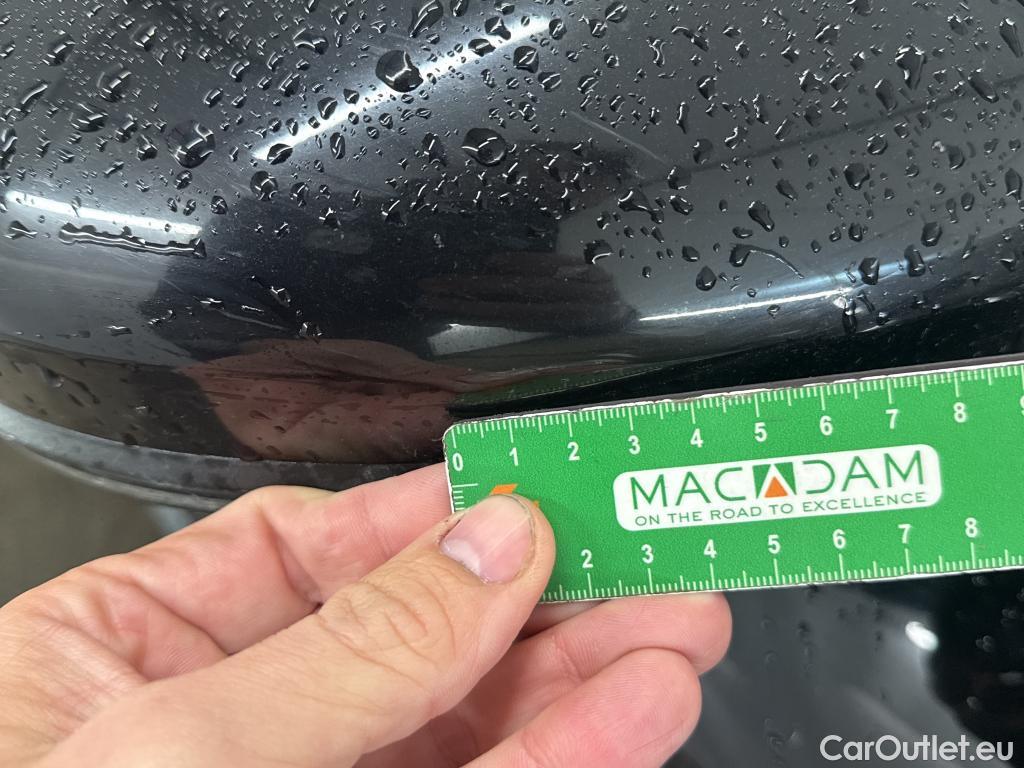 0 1 2 3 4 5 6 7 8 9
MACADAM
ON THE ROAD TO EXCELLENCE
2 3 4 5 6 7 8
CarOutlet.eu